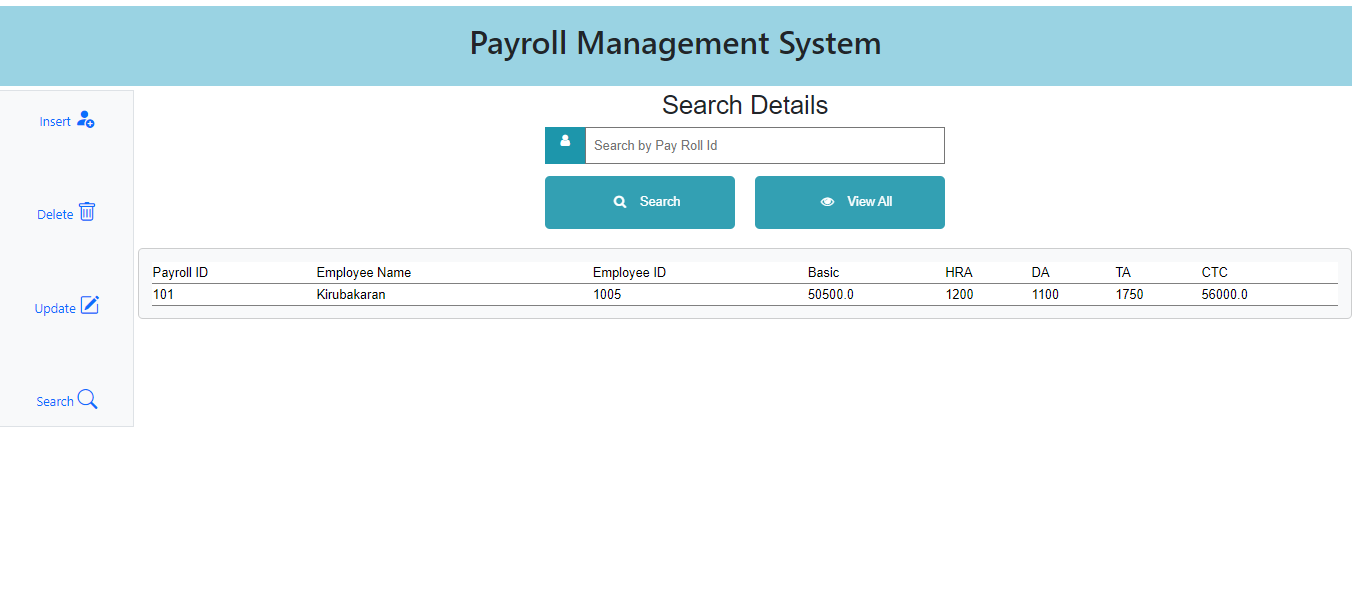 Payroll Management System
Insert
Delete
Update
Search
Search Details
Search by Pay Roll Id
Search View All
Payroll ID Employee Name Employee ID Basic HRA DA TA CTC
101 Kirubakaran 1005 50500.0 1200 1100 1750 56000.0